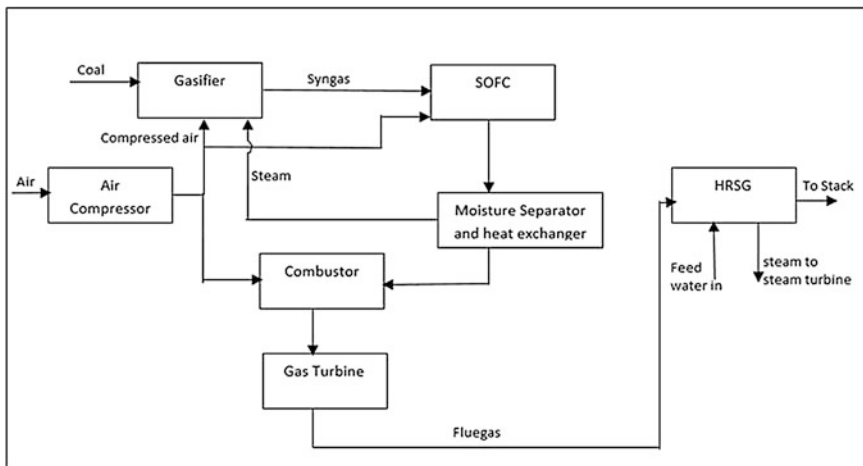 Coal
Gasifier
Syngas
SOFC
Compressed air
Air
Air
Compressor
Steam
Moisture Separator
and heat exchanger
HRSG
To Stack
Combustor
Feed
water in
steam to
steam turbine
Gas Turbine
Fluegas